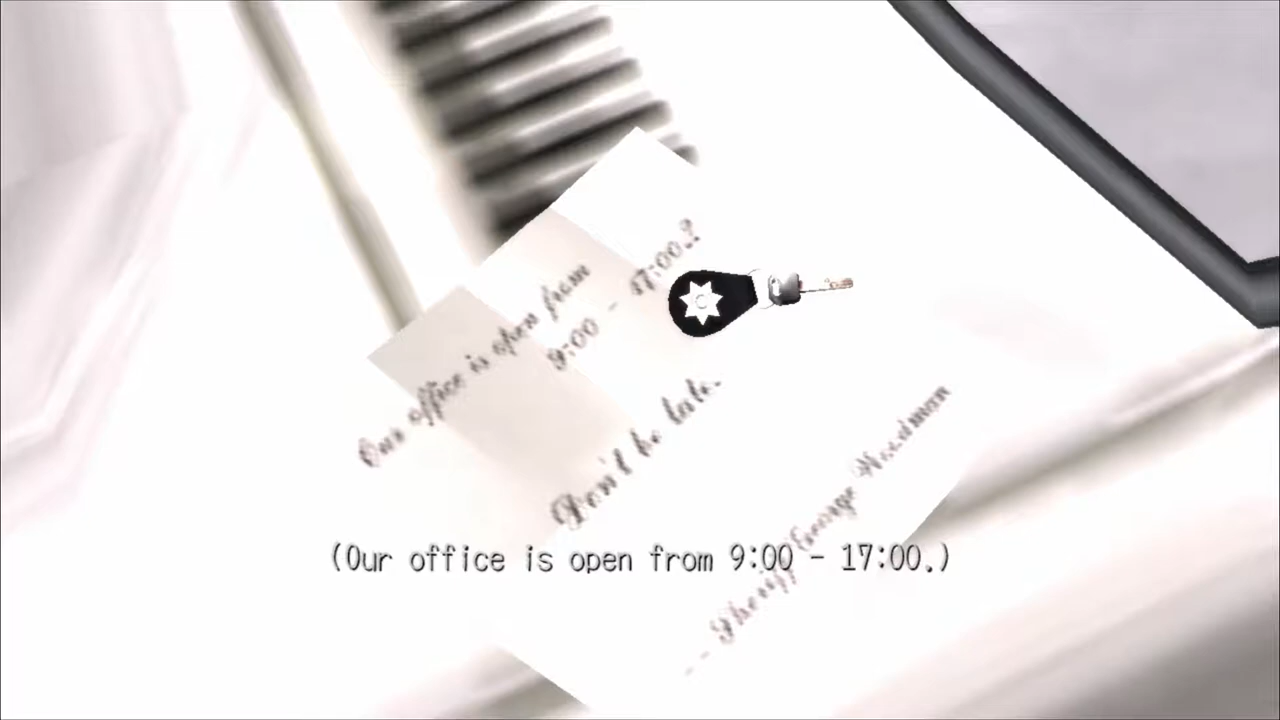 Our office is open from
9:00 - 17:00.
Don't be late.
-- Sheriff George Woodman
(Our office is open from 9:00 - 17:00.)